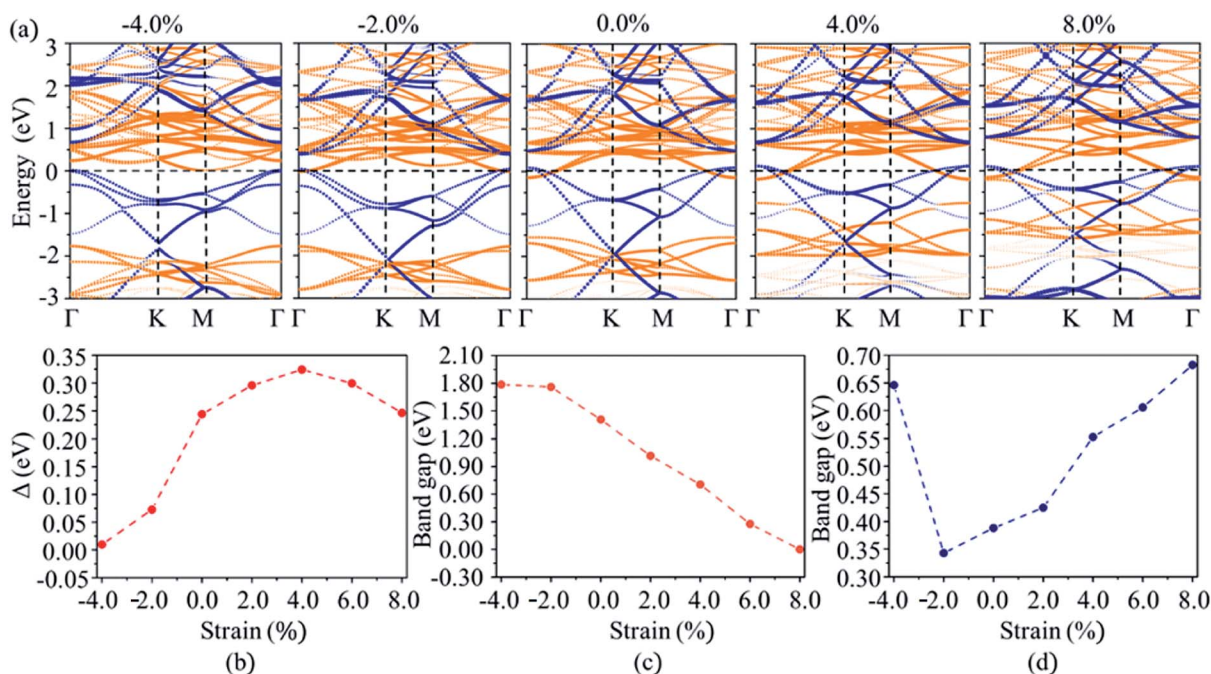 (a) -4.0% -2.0% 0.0% 4.0% 8.0%
Energy (eV)
3
2
1
0
-1
-2
-3
Γ K M Γ Γ K M Γ Γ K M Γ Γ K M Γ Γ K M Γ
Δ (eV)
0.35
0.30
0.25
0.20
0.15
0.10
0.05
0.00
-0.05
-4.0 -2.0 0.0 2.0 4.0 6.0 8.0
Strain (%)
(b)
Band gap (eV)
2.10
1.80
1.50
1.20
0.90
0.60
0.30
0.00
-0.30
-4.0 -2.0 0.0 2.0 4.0 6.0 8.0
Strain (%)
(c)
Band gap (eV)
0.70
0.65
0.60
0.55
0.50
0.45
0.40
0.35
0.30
-4.0 -2.0 0.0 2.0 4.0 6.0 8.0
Strain (%)
(d)